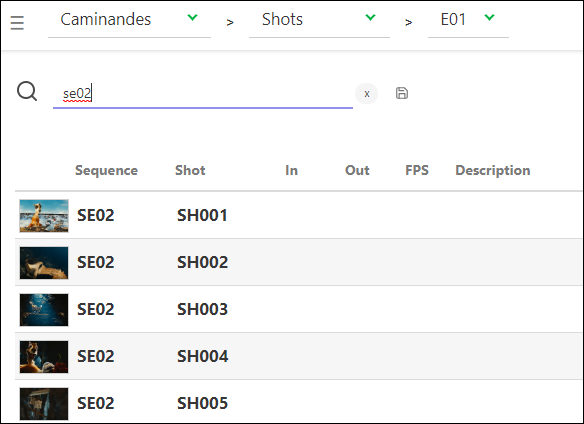 Caminandes > Shots > E01
se02 x
Sequence Shot In Out FPS Description
SE02 SH001
SE02 SH002
SE02 SH003
SE02 SH004
SE02 SH005